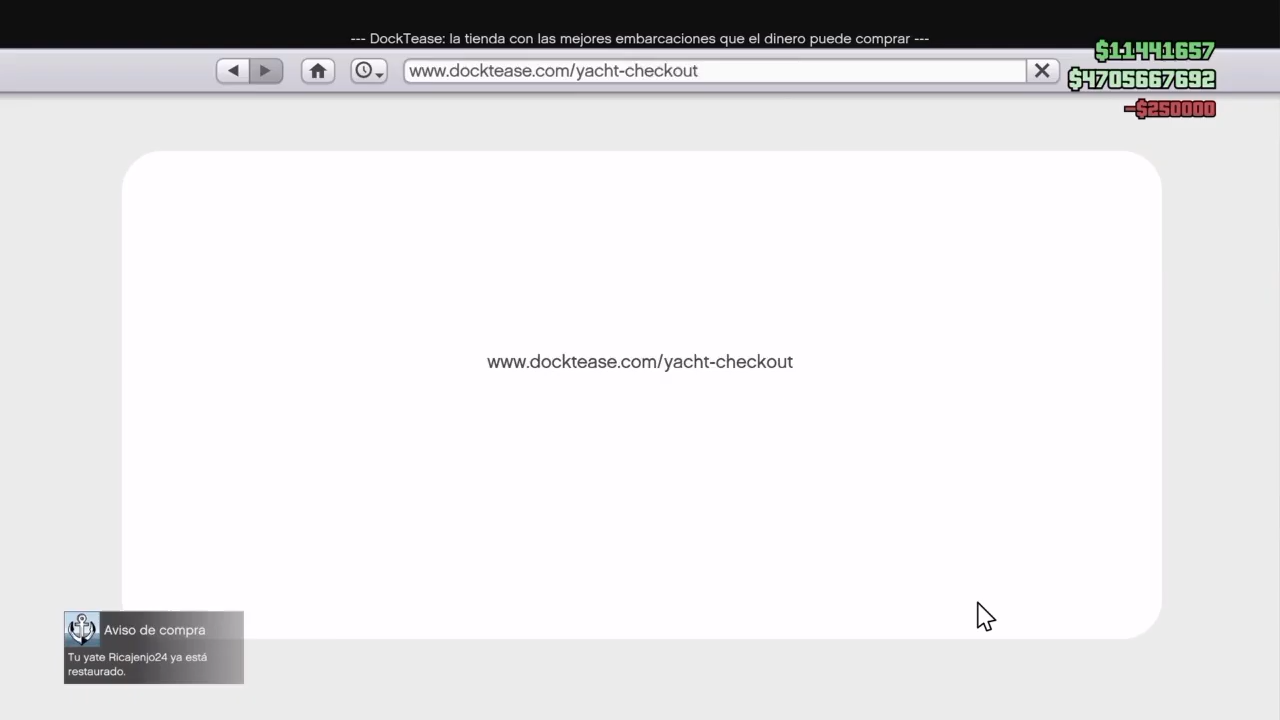 --- DockTease: la tienda con las mejores embarcaciones que el dinero puede comprar ---
$11441657
www.docktease.com/yacht-checkout
$4705667692
-$250000
www.docktease.com/yacht-checkout
Aviso de compra
Tu yate Ricajenjo24 ya está
restaurado.